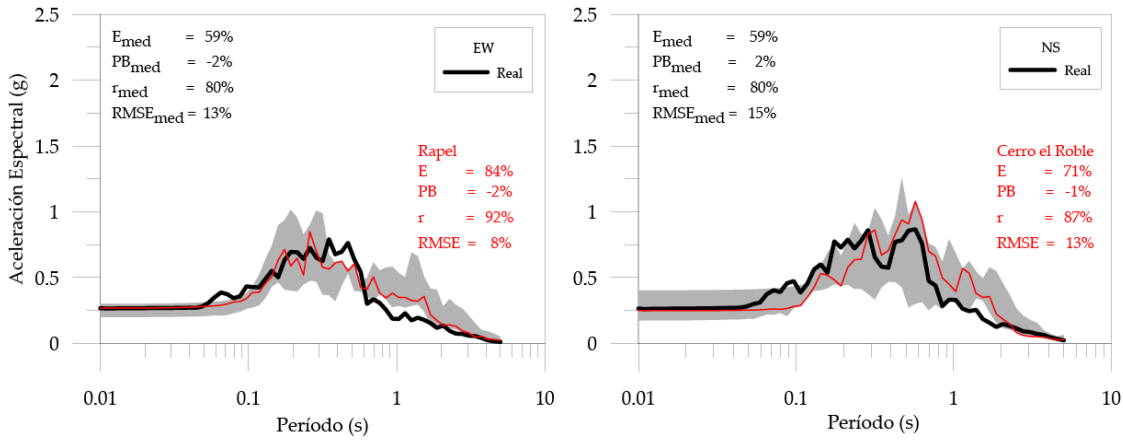 2.5
2
1.5
1
0.5
0
Aceleración Espectral (g)
E med = 59%
PB med = -2%
r med = 80%
RMSE med = 13%
EW
Real
Rapel
E = 84%
PB = -2%
r = 92%
RMSE = 8%
0.01 0.1 1 10
Período (s)
2.5
2
1.5
1
0.5
0
E med = 59%
PB med = 2%
r med = 80%
RMSE med = 15%
NS
Real
Cerro el Roble
E = 71%
PB = -1%
r = 87%
RMSE = 13%
0.01 0.1 1 10
Período (s)